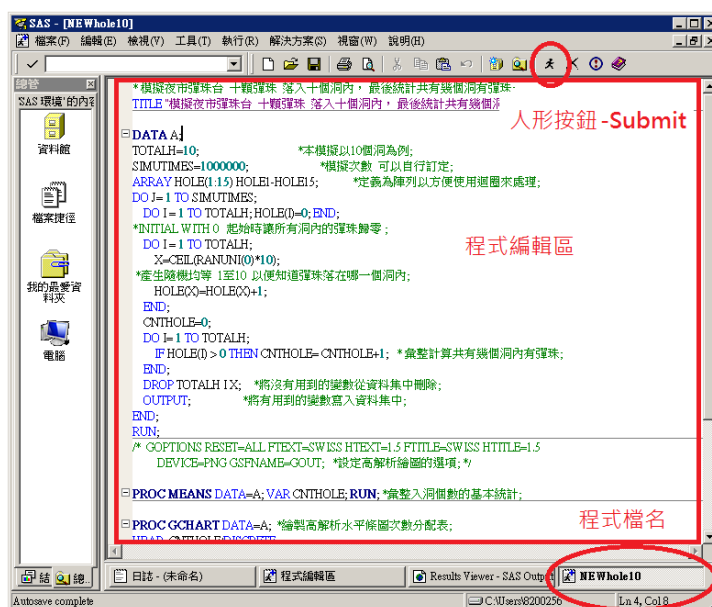 SAS - [NEWhole10]
檔案(F) 編輯(E) 檢視(V) 工具(T) 執行(R) 解決方案(S) 視窗(W) 說明(H)
總管
SAS 環境'的內容
資料館
檔案捷徑
我的最愛資
料夾
電腦
*模擬夜市彈珠台 十顆彈珠 落入十個洞內, 最後統計共有幾個洞有彈珠
TITLE "模擬夜市彈珠台 十顆彈珠 落入十個洞內, 最後統計共有幾個洞
人形按鈕-Submit
DATA A;
TOTALH=10; *本模擬以10個洞為例;
SIMUTIMES=1000000; *模擬次數 可以自行訂定;
ARRAY HOLE(1:15) HOLE1-HOLE15; *定義為陣列以方便使用迴圈來處理;
DO J= 1 TO SIMUTIMES;
DO I = 1 TO TOTALH; HOLE(I)=0; END;
*INITIAL WITH 0 起始時讓所有洞內的彈珠歸零 ;
DO I = 1 TO TOTALH;
程式編輯區
X=CEIL(RANUNI(0)*10);
*產生隨機均等 1至10 以便知道彈珠落在哪一個洞內;
HOLE(X)=HOLE(X)+1;
END;
CNTHOLE=0;
DO I= 1 TO TOTALH;
IF HOLE(I) > 0 THEN CNTHOLE= CNTHOLE+1; *彙整計算共有幾個洞內有彈珠;
END;
DROP TOTALH I X; *將沒有用到的變數從資料集中刪除;
OUTPUT; *將有用到的變數寫入資料集中;
END;
RUN;
/* GOPTIONS RESET=ALL FTEXT=SWISS HTEXT=1.5 FTITLE=SWISS HTITLE=1.5
DEVICE=PNG GSFNAME=GOUT; *設定高解析繪圖的選項; */
PROC MEANS DATA=A; VAR CNTHOLE; RUN; *彙整入洞個數的基本統計;
程式檔名
PROC GCHART DATA=A; *繪製高解析水平條圖次數分配表;
HBAR CNTHOLE/DISCRETE
結 總..
日誌 - (未命名) 程式編輯區 Results Viewer - SAS Output NEWhole10
Autosave complete C:\Users\8200256 Ln 4, Col 8